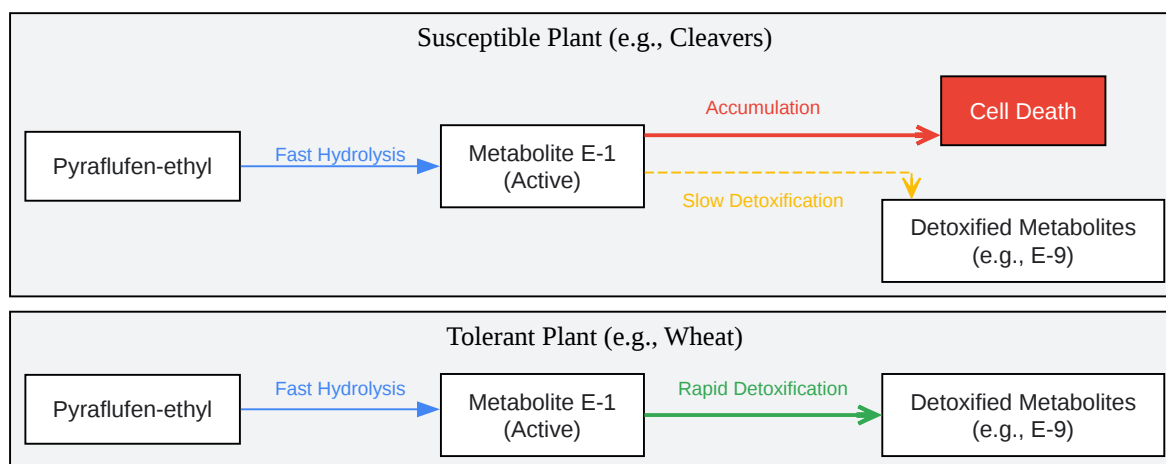 Susceptible Plant (e.g., Cleavers)
Accumulation
Cell Death
Pyraflufen-ethyl
Fast Hydrolysis
Metabolite E-1
(Active)
Slow Detoxification
Detoxified Metabolites
(e.g., E-9)
Tolerant Plant (e.g., Wheat)
Pyraflufen-ethyl
Fast Hydrolysis
Metabolite E-1
(Active)
Rapid Detoxification
Detoxified Metabolites
(e.g., E-9)